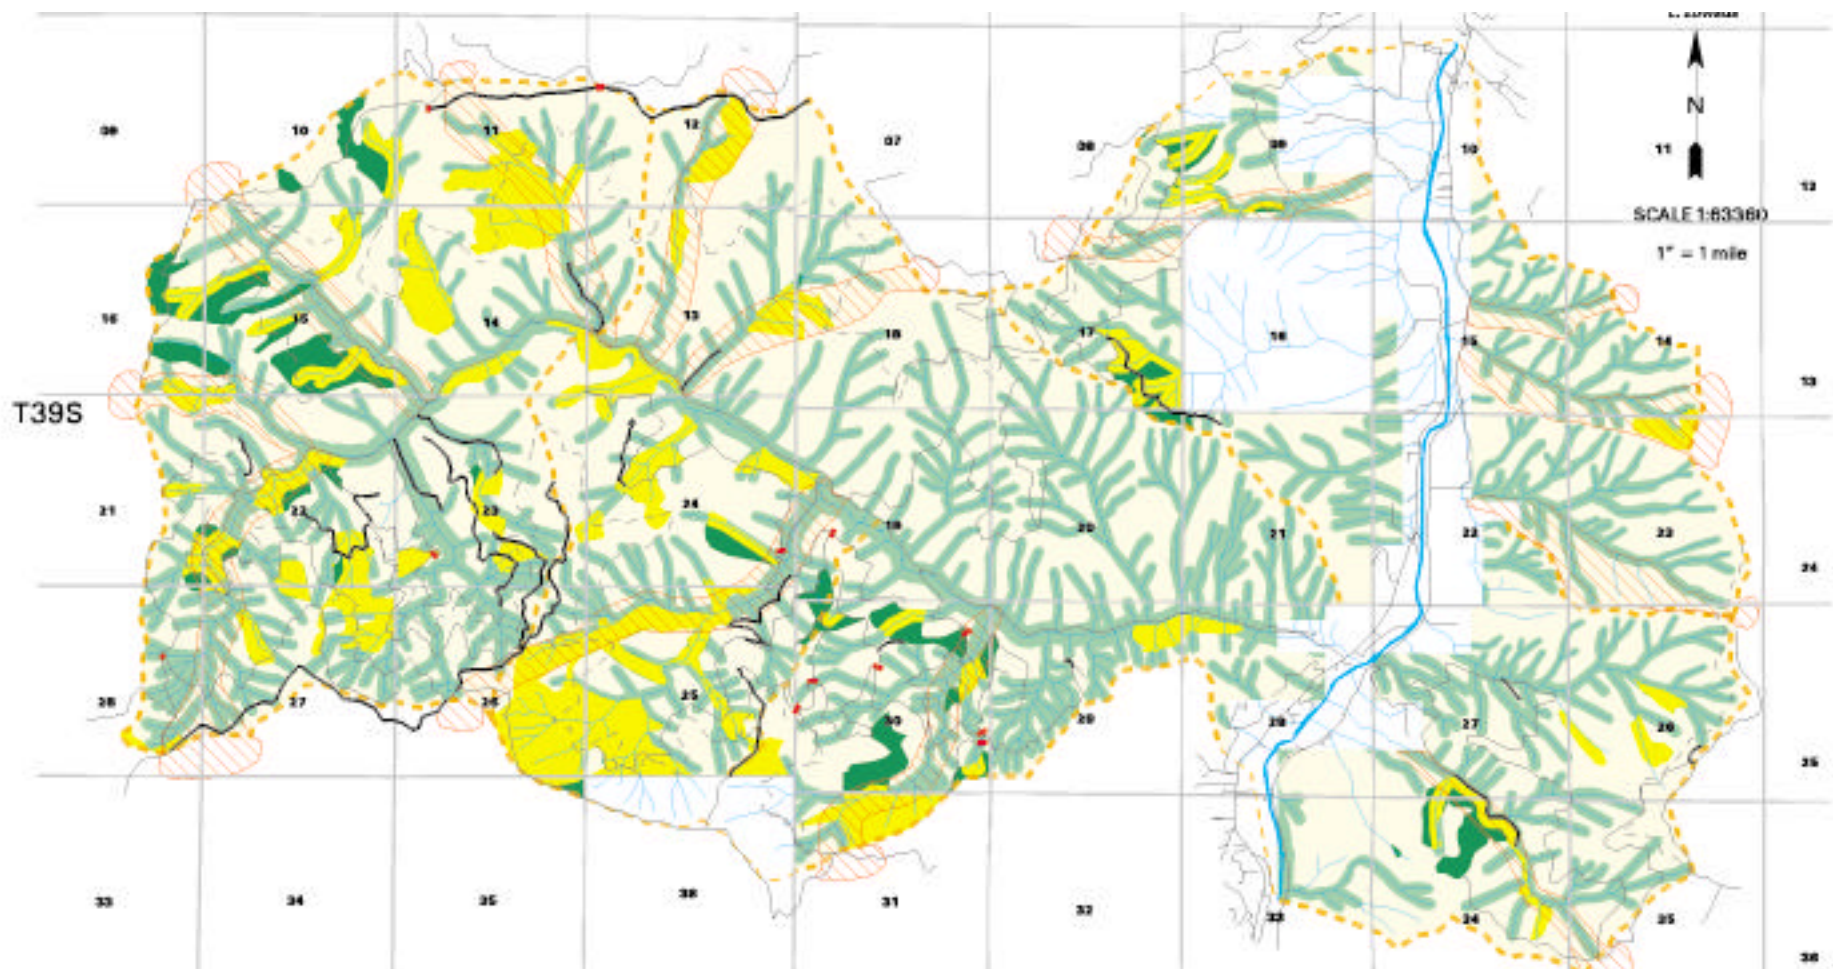 N
SCALE 1:63360
1" = 1 mile
T39S
09 10 11 12 07 08 09 10 11 12
16 15 14 13 18 17 16 15 14 13
21 22 23 24 19 20 21 22 23 24
28 27 26 25 30 29 28 27 26 25
33 34 35 36 31 32 33 34 35 36